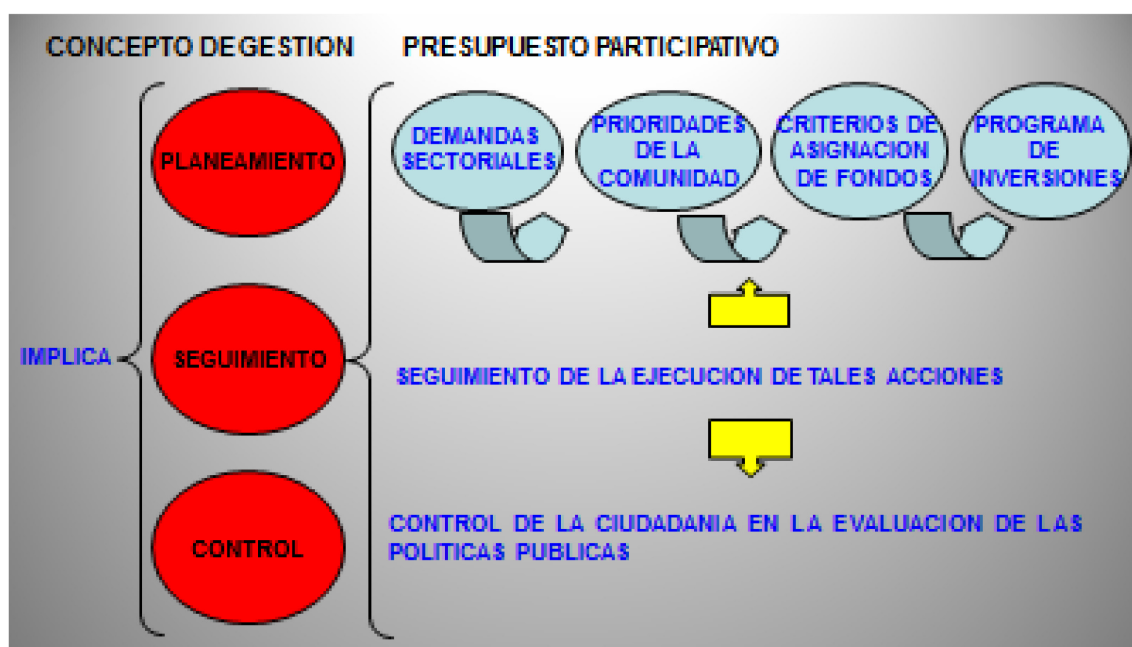 CONCEPTO DE GESTION
PRESUPUESTO PARTICIPATIVO
IMPLICA
PLANEAMIENTO
SEGUIMIENTO
CONTROL
DEMANDAS
SECTORIALES
PRIORIDADES
DE LA
COMUNIDAD
CRITERIOS DE
ASIGNACION
DE FONDOS
PROGRAMA
DE
INVERSIONES
SEGUIMIENTO DE LA EJECUCION DE TALES ACCIONES
CONTROL DE LA CIUDADANIA EN LA EVALUACION DE LAS
POLITICAS PUBLICAS